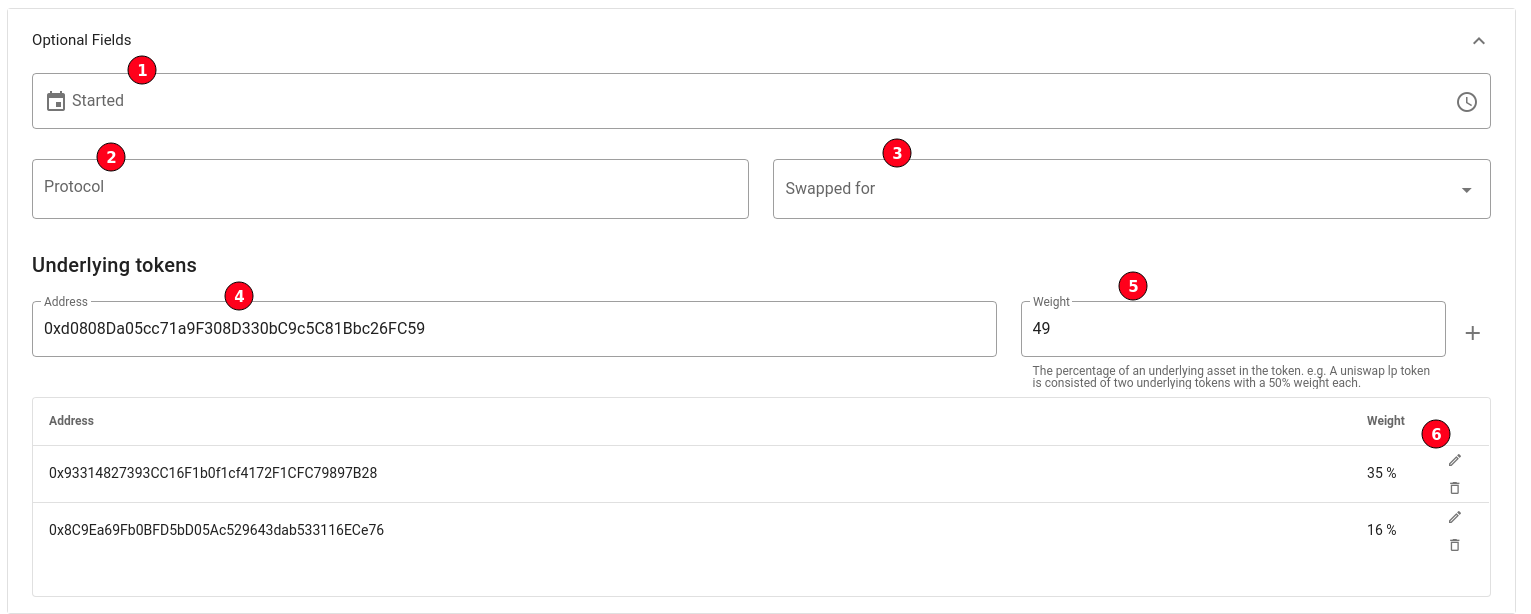 Optional Fields
1
Started
2
3
Protocol
Swapped for
Underlying tokens
4
5
Address
Weight
0xd0808Da05cc71a9F308D330bC9c5C81Bbc26FC59
49
The percentage of an underlying asset in the token. e.g. A uniswap lp token
is consisted of two underlying tokens with a 50% weight each.
Address
Weight
6
0x93314827393CC16F1b0f1cf4172F1CFC79897B28
35 %
0x8C9Ea69Fb0BFD5bD05Ac529643dab533116ECe76
16 %